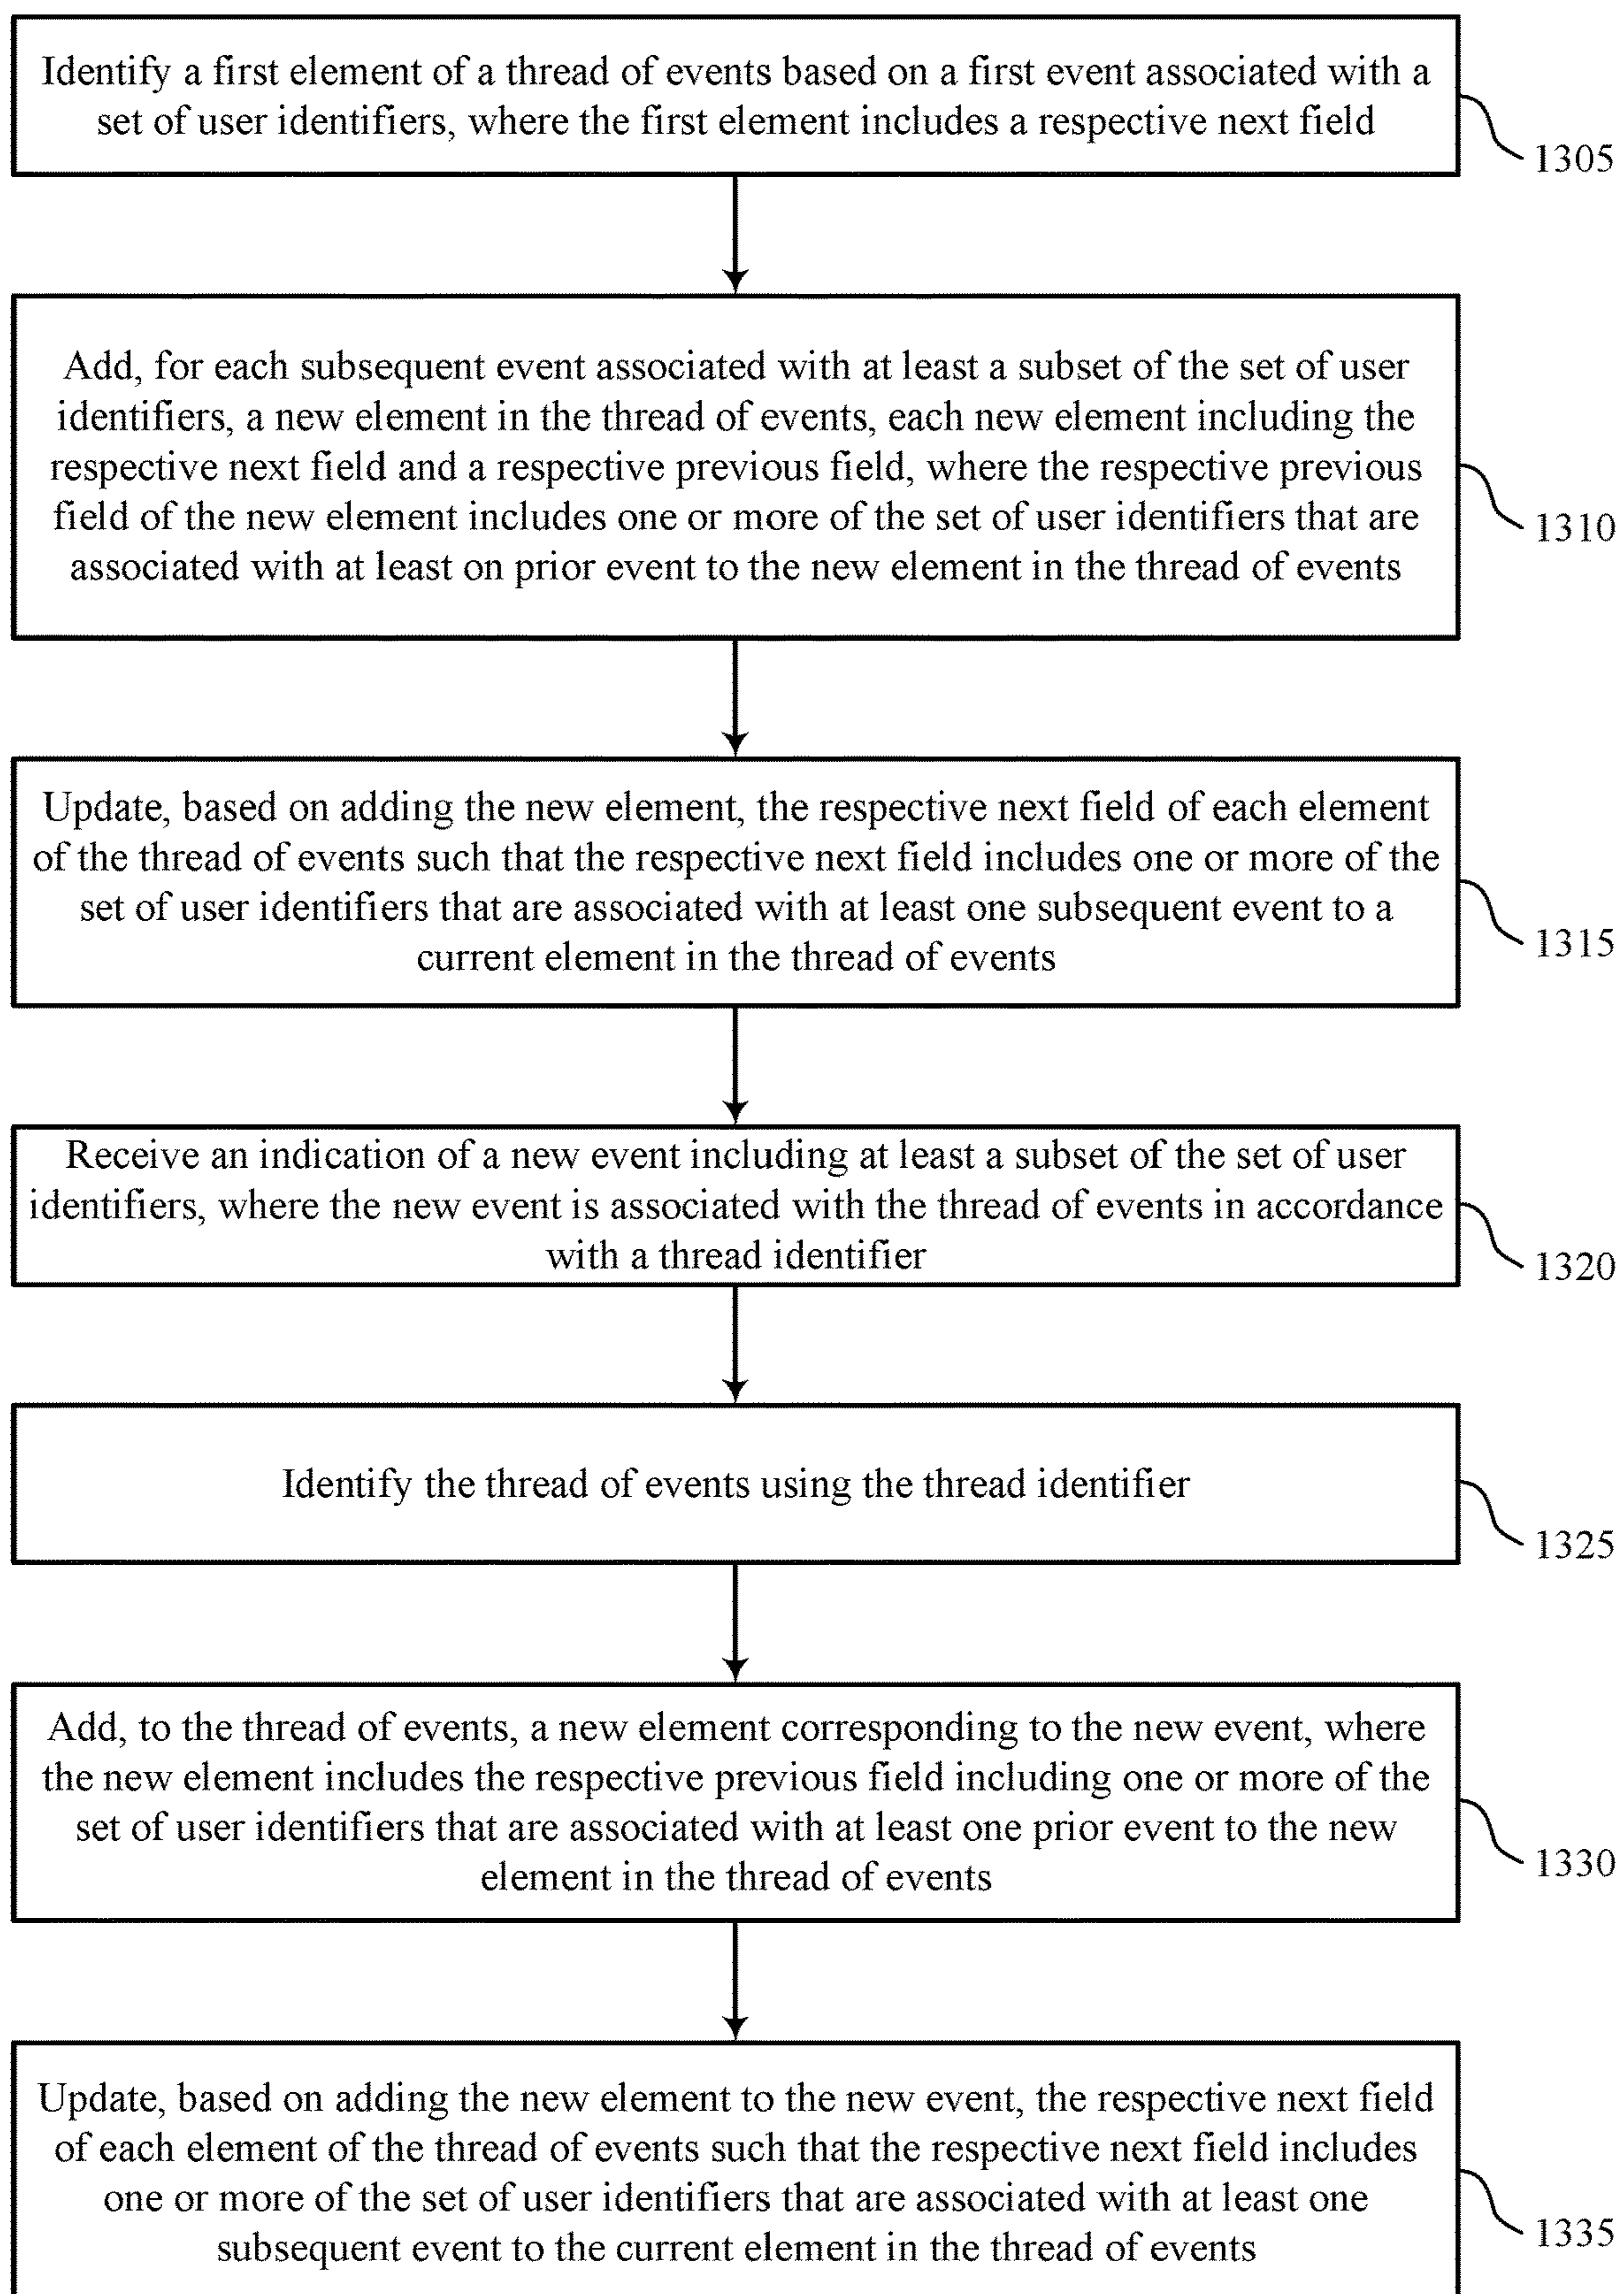 Identify a first element of a thread of events based on a first event associated with a
set of user identifiers, where the first element includes a respective next field
1305
Add, for each subsequent event associated with at least a subset of the set of user
identifiers, a new element in the thread of events, each new element including the
respective next field and a respective previous field, where the respective previous
field of the new element includes one or more of the set of user identifiers that are
associated with at least on prior event to the new element in the thread of events
1310
Update, based on adding the new element, the respective next field of each element
of the thread of events such that the respective next field includes one or more of the
set of user identifiers that are associated with at least one subsequent event to a
current element in the thread of events
1315
Receive an indication of a new event including at least a subset of the set of user
identifiers, where the new event is associated with the thread of events in accordance
with a thread identifier
1320
Identify the thread of events using the thread identifier
1325
Add, to the thread of events, a new element corresponding to the new event, where
the new element includes the respective previous field including one or more of the
set of user identifiers that are associated with at least one prior event to the new
element in the thread of events
1330
Update, based on adding the new element to the new event, the respective next field
of each element of the thread of events such that the respective next field includes
one or more of the set of user identifiers that are associated with at least one
subsequent event to the current element in the thread of events
1335